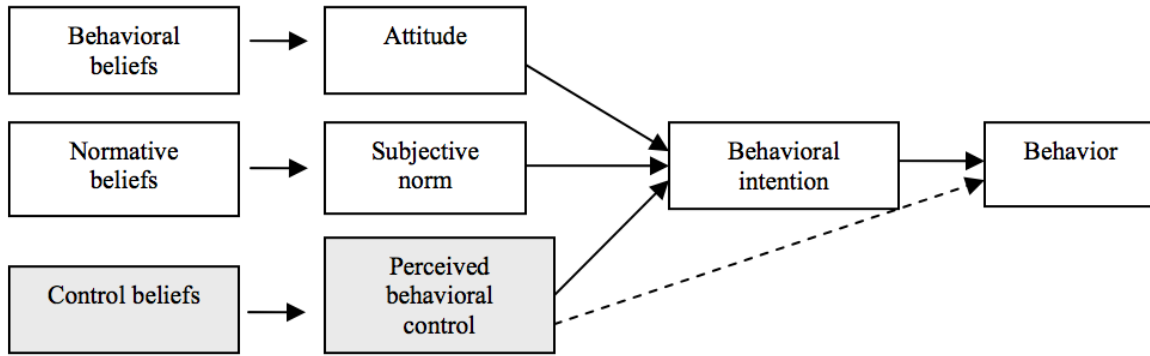 Behavioral
beliefs
Attitude
Normative
beliefs
Subjective
norm
Behavioral
intention
Behavior
Control beliefs
Perceived
behavioral
control